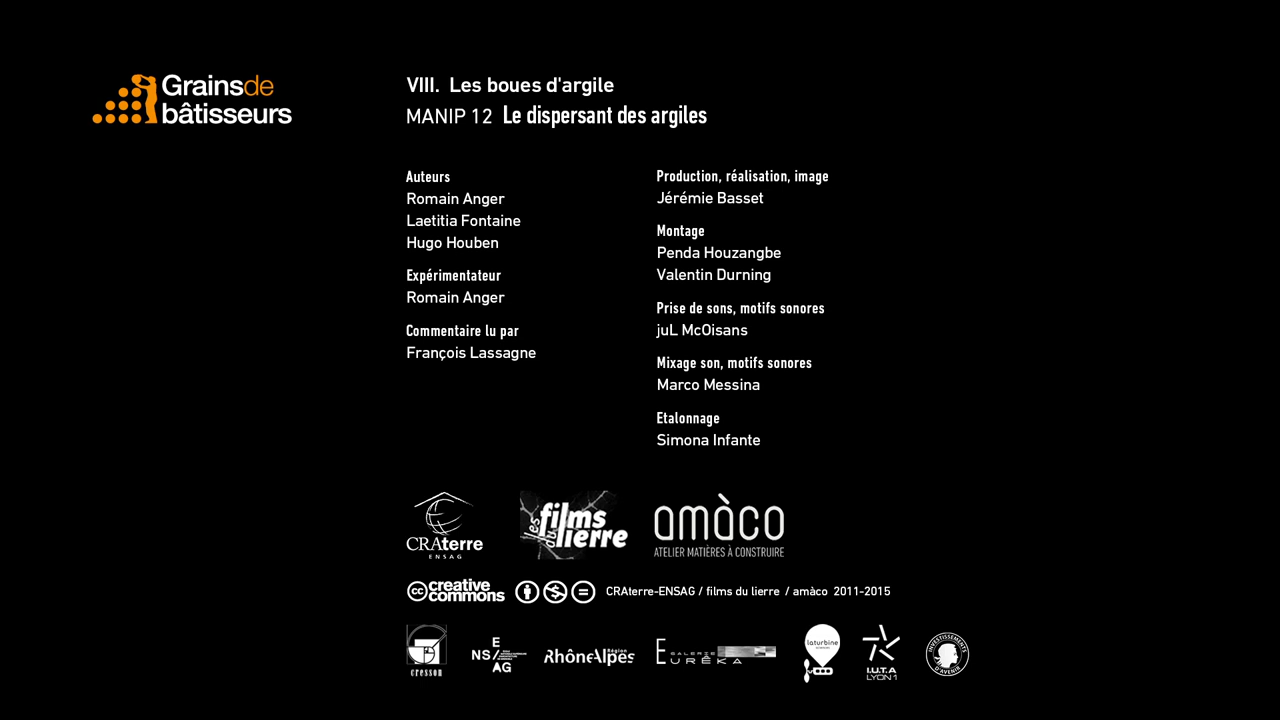 Grainsde
bâtisseurs
VIII. Les boues d'argile
MANIP 12 Le dispersant des argiles
Auteurs
Romain Anger
Laetitia Fontaine
Hugo Houben
Expérimentateur
Romain Anger
Commentaire lu par
François Lassagne
Production, réalisation, image
Jérémie Basset
Montage
Penda Houzangbe
Valentin Durning
Prise de sons, motifs sonores
juL McOisans
Mixage son, motifs sonores
Marco Messina
Etalonnage
Simona Infante
CRAterre
ENSAG
les films
du lierre
amàco
ATELIER MATIÈRES À CONSTRUIRE
cc creative
commons
CRAterre-ENSAG / films du lierre / amàco 2011-2015
cresson
E
NS/
AG
Région
RhôneAlpes
GALERIE
EURÊKA
laturbine
I.U.T.A
LYON 1
INVESTISSEMENTS
D'AVENIR